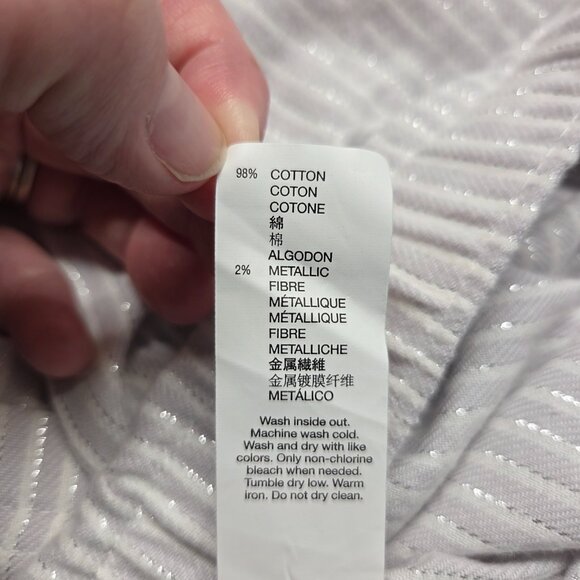 98% COTTON
COTON
COTONE
綿
棉
ALGODON
2% METALLIC
FIBRE
MÉTALLIQUE
MÉTALLIQUE
FIBRE
METALLICHE
金属繊維
金属镀膜纤维
METÁLICO
Wash inside out.
Machine wash cold.
Wash and dry with like
colors. Only non-chlorine
bleach when needed.
Tumble dry low. Warm
iron. Do not dry clean.